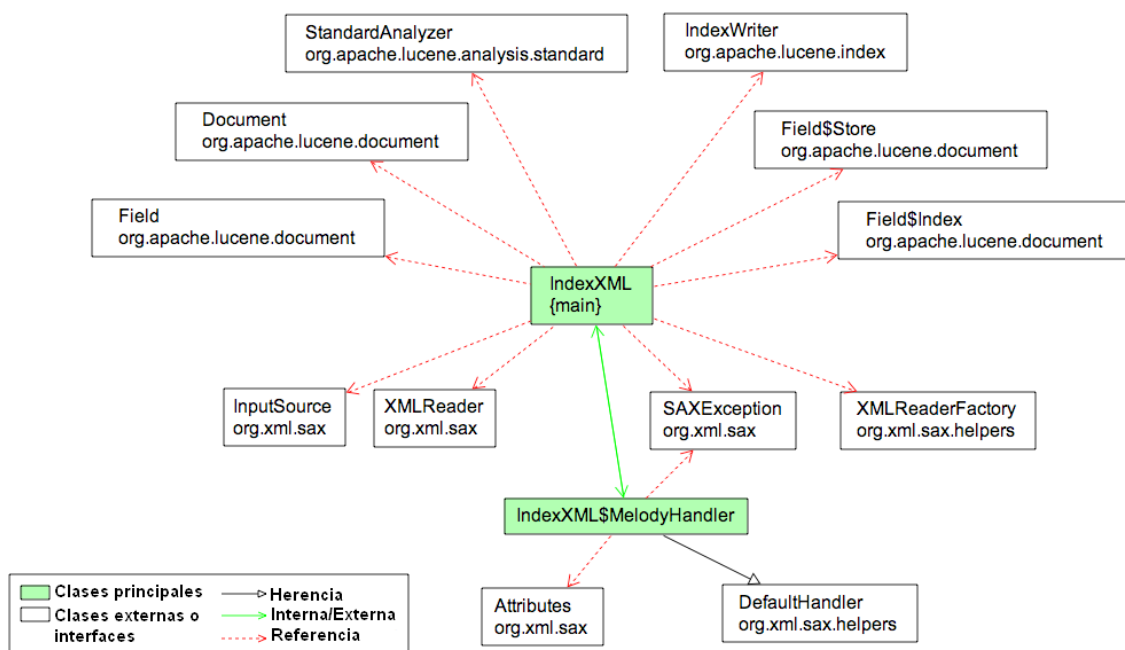 StandardAnalyzer
org.apache.lucene.analysis.standard
IndexWriter
org.apache.lucene.index
Document
org.apache.lucene.document
Field$Store
org.apache.lucene.document
Field
org.apache.lucene.document
Field$Index
org.apache.lucene.document
IndexXML
{main}
InputSource
org.xml.sax
XMLReader
org.xml.sax
SAXException
org.xml.sax
XMLReaderFactory
org.xml.sax.helpers
IndexXML$MelodyHandler
Attributes
org.xml.sax
DefaultHandler
org.xml.sax.helpers
Clases principales
Clases externas o
interfaces
Herencia
Interna/Externa
Referencia